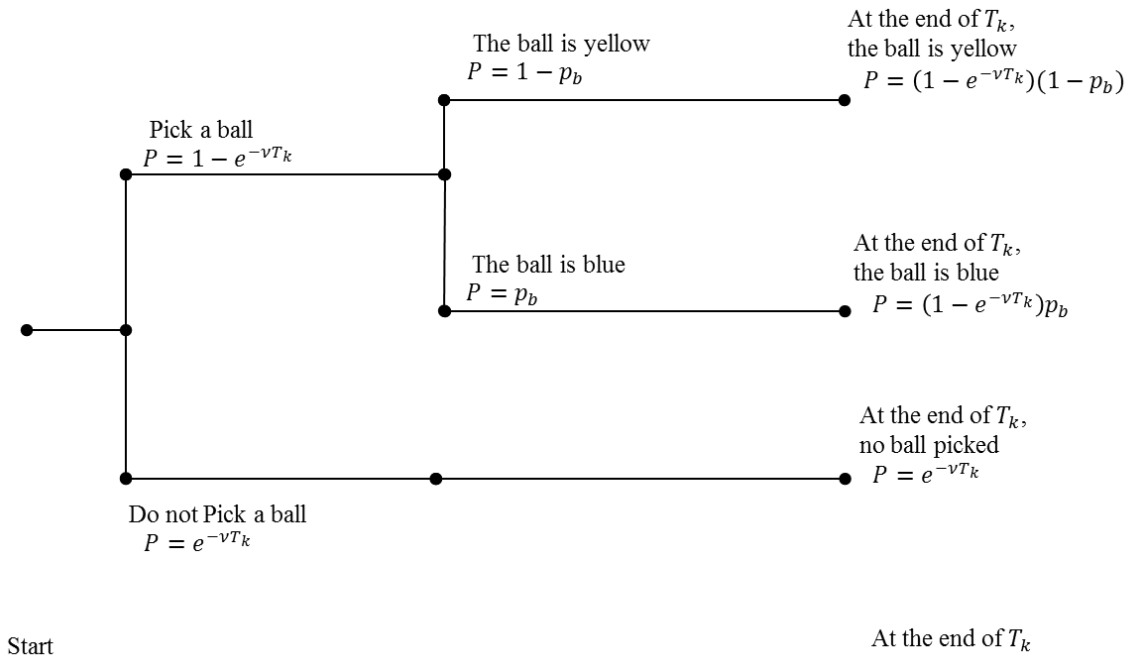 At the end of T_k,
the ball is yellow
P = (1 − e^{−νT_k})(1 − p_b)
The ball is yellow
P = 1 − p_b
Pick a ball
P = 1 − e^{−νT_k}
At the end of T_k,
the ball is blue
P = (1 − e^{−νT_k})p_b
The ball is blue
P = p_b
At the end of T_k,
no ball picked
P = e^{−νT_k}
Do not Pick a ball
P = e^{−νT_k}
Start
At the end of T_k